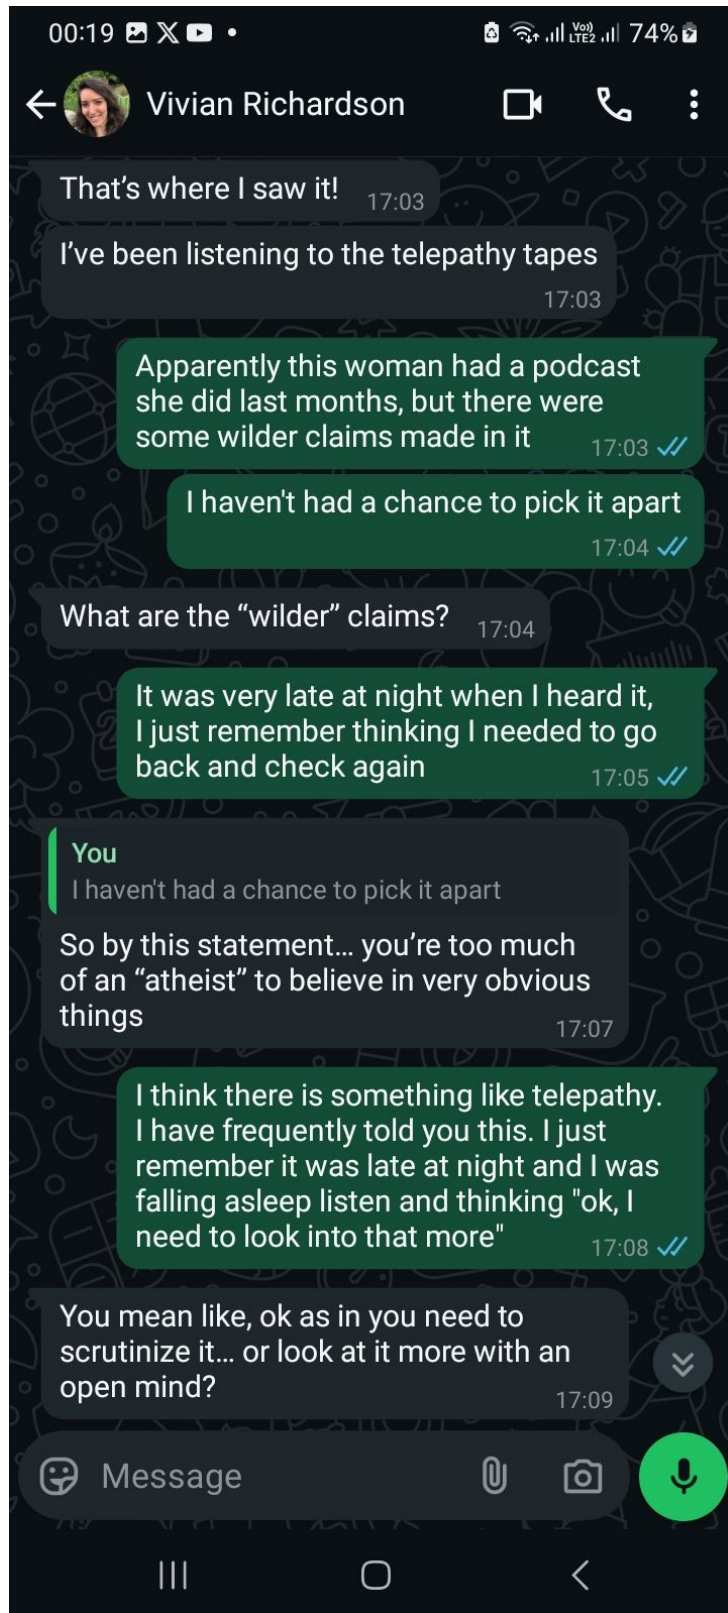 00:19
Vo))
LTE2
74%
Vivian Richardson
That’s where I saw it!
17:03
I’ve been listening to the telepathy tapes
17:03
Apparently this woman had a podcast
she did last months, but there were
some wilder claims made in it
17:03
I haven't had a chance to pick it apart
17:04
What are the “wilder” claims?
17:04
It was very late at night when I heard it,
I just remember thinking I needed to go
back and check again
17:05
You
I haven't had a chance to pick it apart
So by this statement… you’re too much
of an “atheist” to believe in very obvious
things
17:07
I think there is something like telepathy.
I have frequently told you this. I just
remember it was late at night and I was
falling asleep listen and thinking "ok, I
need to look into that more"
17:08
You mean like, ok as in you need to
scrutinize it… or look at it more with an
open mind?
17:09
Message